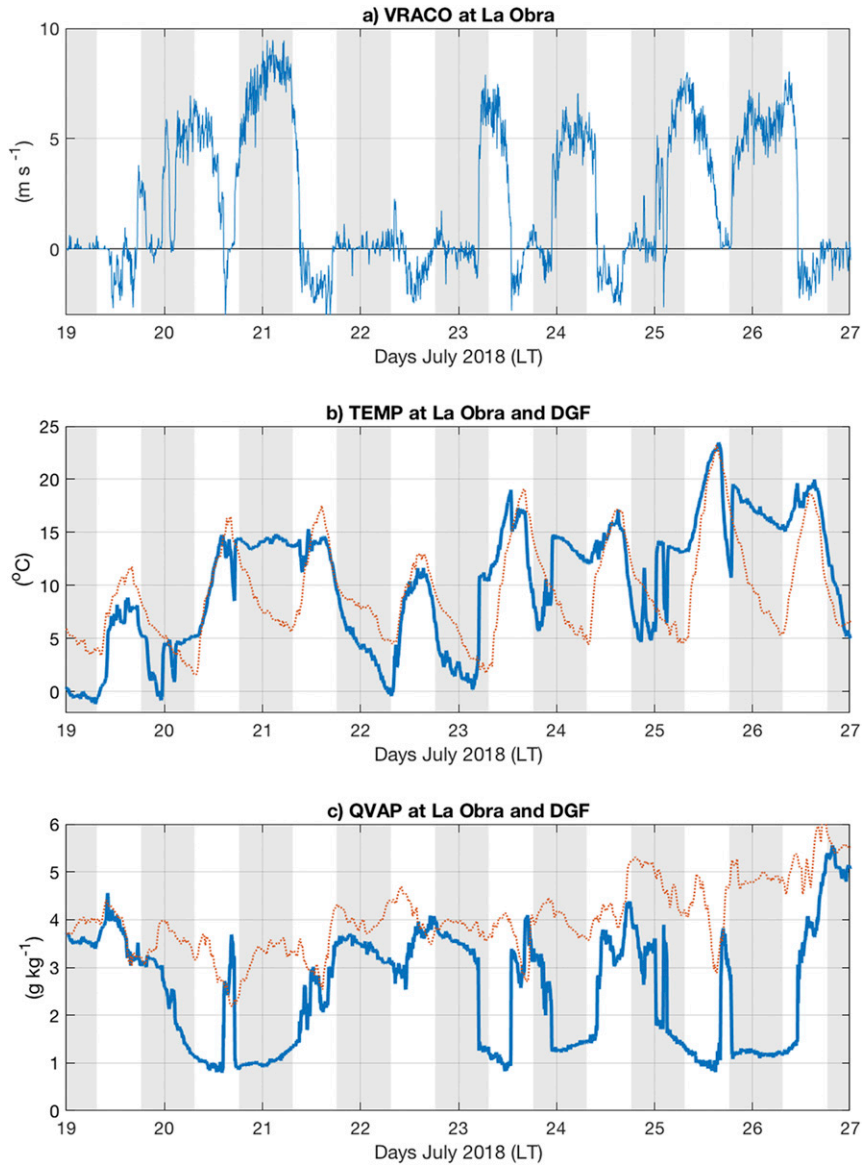 a) VRACO at La Obra
10
5
0
(m s -1)
19 20 21 22 23 24 25 26 27
Days July 2018 (LT)
b) TEMP at La Obra and DGF
25
20
15
10
5
0
(oC)
19 20 21 22 23 24 25 26 27
Days July 2018 (LT)
c) QVAP at La Obra and DGF
6
5
4
3
2
1
0
(g kg-1)
19 20 21 22 23 24 25 26 27
Days July 2018 (LT)